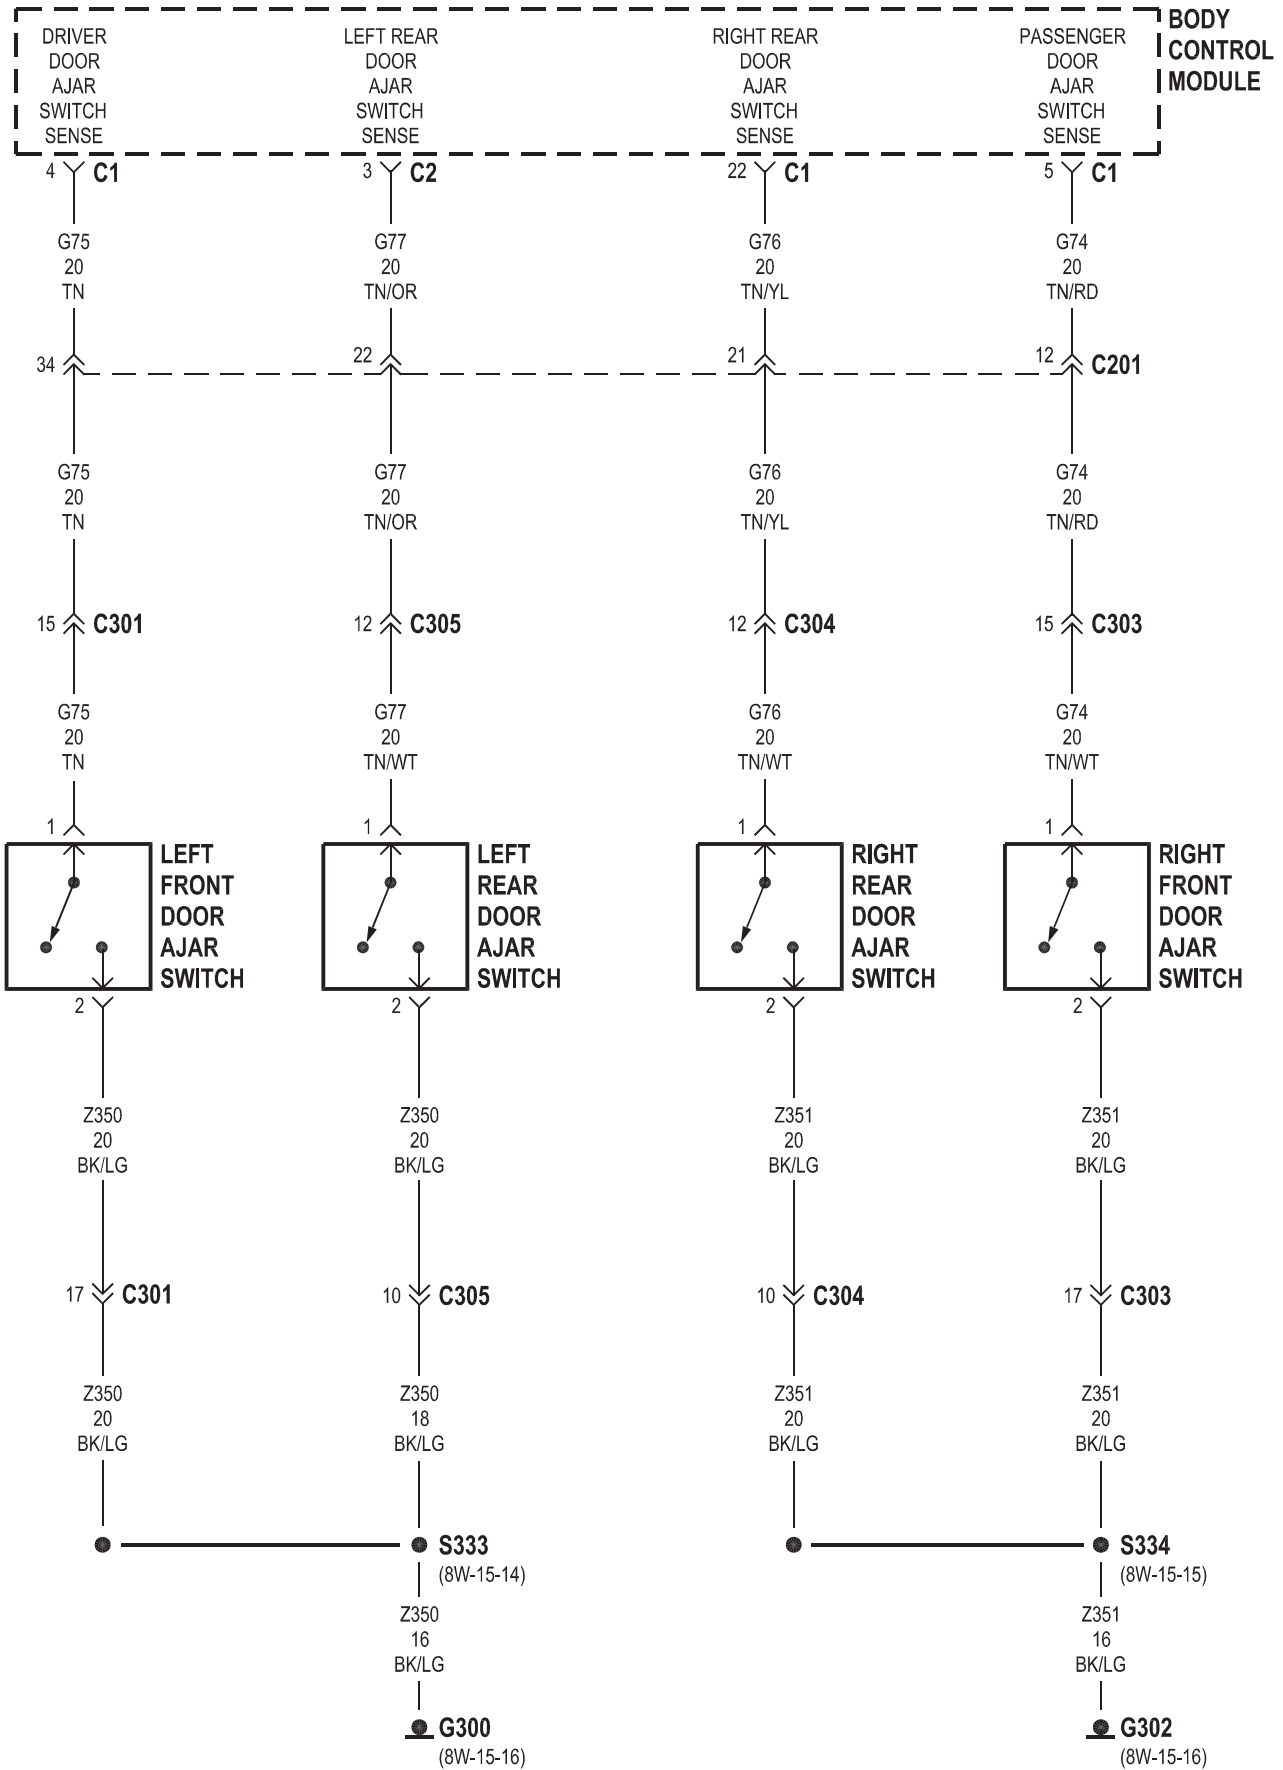 BODY
CONTROL
MODULE
DRIVER
DOOR
AJAR
SWITCH
SENSE
LEFT REAR
DOOR
AJAR
SWITCH
SENSE
RIGHT REAR
DOOR
AJAR
SWITCH
SENSE
PASSENGER
DOOR
AJAR
SWITCH
SENSE
4 C1
3 C2
22 C1
5 C1
G75
20
TN
G77
20
TN/OR
G76
20
TN/YL
G74
20
TN/RD
34
22
21
12 C201
G75
20
TN
G77
20
TN/OR
G76
20
TN/YL
G74
20
TN/RD
15 C301
12 C305
12 C304
15 C303
G75
20
TN
G77
20
TN/WT
G76
20
TN/WT
G74
20
TN/WT
1
1
1
1
LEFT
FRONT
DOOR
AJAR
SWITCH
LEFT
REAR
DOOR
AJAR
SWITCH
RIGHT
REAR
DOOR
AJAR
SWITCH
RIGHT
FRONT
DOOR
AJAR
SWITCH
2
2
2
2
Z350
20
BK/LG
Z350
20
BK/LG
Z351
20
BK/LG
Z351
20
BK/LG
17 C301
10 C305
10 C304
17 C303
Z350
20
BK/LG
Z350
18
BK/LG
Z351
20
BK/LG
Z351
20
BK/LG
S333
(8W-15-14)
S334
(8W-15-15)
Z350
16
BK/LG
Z351
16
BK/LG
G300
(8W-15-16)
G302
(8W-15-16)